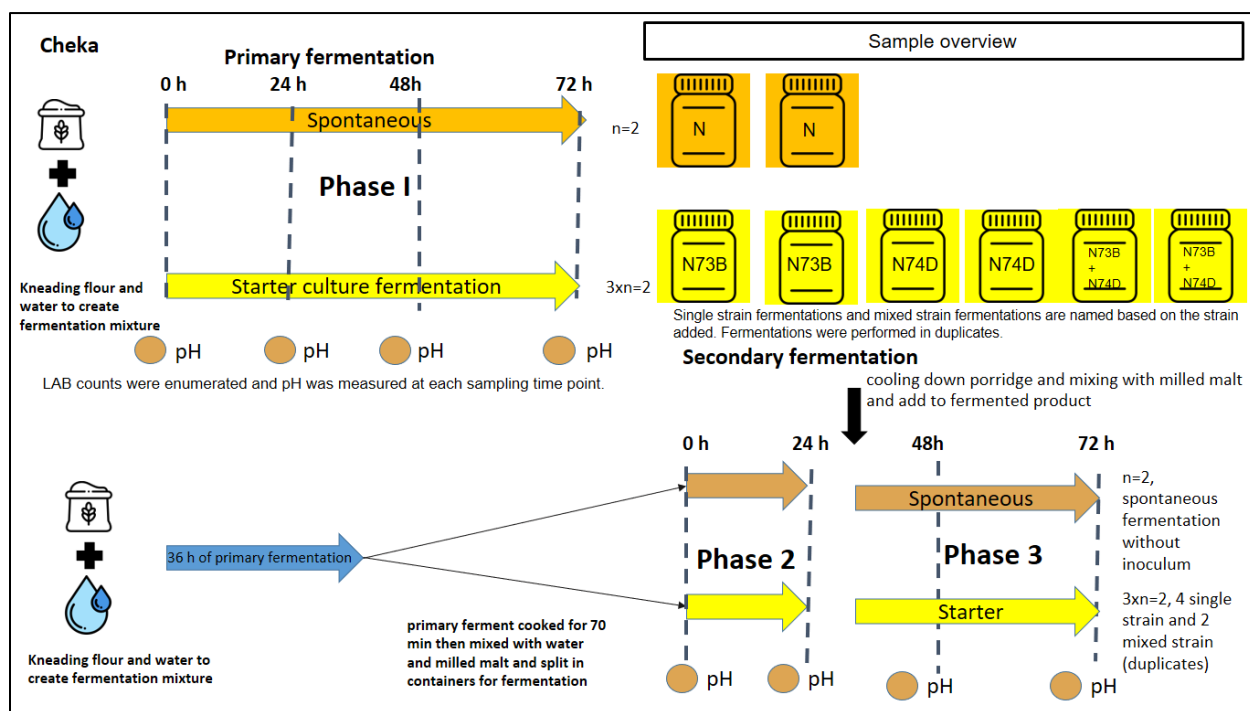 Cheka
Primary fermentation
0 h
24 h
48h
72 h
Spontaneous
n=2
Phase I
Starter culture fermentation
3xn=2
Kneading flour and
water to create
fermentation mixture
pH
pH
pH
pH
LAB counts were enumerated and pH was measured at each sampling time point.
Sample overview
N
N
N73B
N73B
N74D
N74D
N73B
+
N74D
N73B
+
N74D
Single strain fermentations and mixed strain fermentations are named based on the strain
added. Fermentations were performed in duplicates.
Secondary fermentation
cooling down porridge and mixing with milled malt
and add to fermented product
0 h
24 h
48h
72 h
36 h of primary fermentation
Spontaneous
Phase 2
Phase 3
Starter
n=2,
spontaneous
fermentation
without
inoculum
3xn=2, 4 single
strain and 2
mixed strain
(duplicates)
Kneading flour and water to
create fermentation mixture
primary ferment cooked for 70
min then mixed with water
and milled malt and split in
containers for fermentation
pH
pH
pH
pH